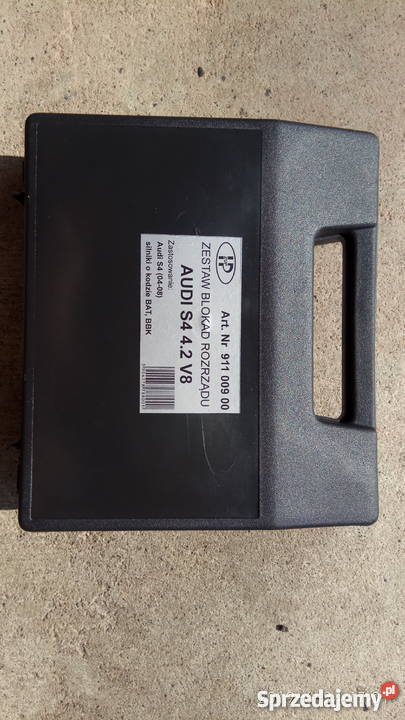 HP
Art. Nr 911 009 00
ZESTAW BLOKAD ROZRZĄDU
AUDI S4 4.2 V8
Zastosowanie:
Audi S4 (04-08)
silniki o kodzie BAT, BBK
Sprzedajemy.pl